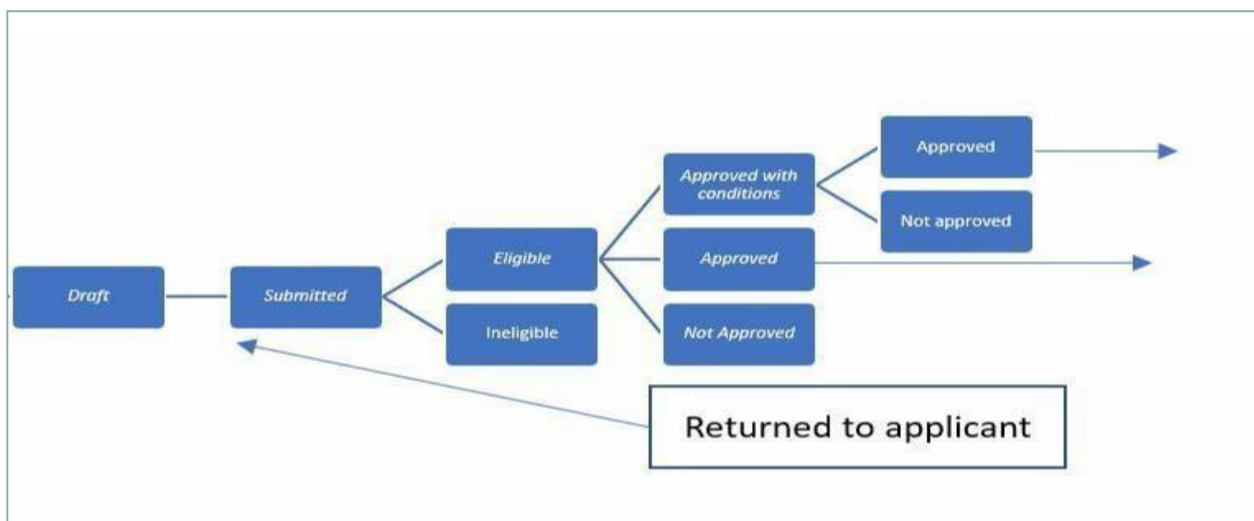 Draft
Submitted
Eligible
Ineligible
Approved with
conditions
Approved
Not Approved
Approved
Not approved
Returned to applicant